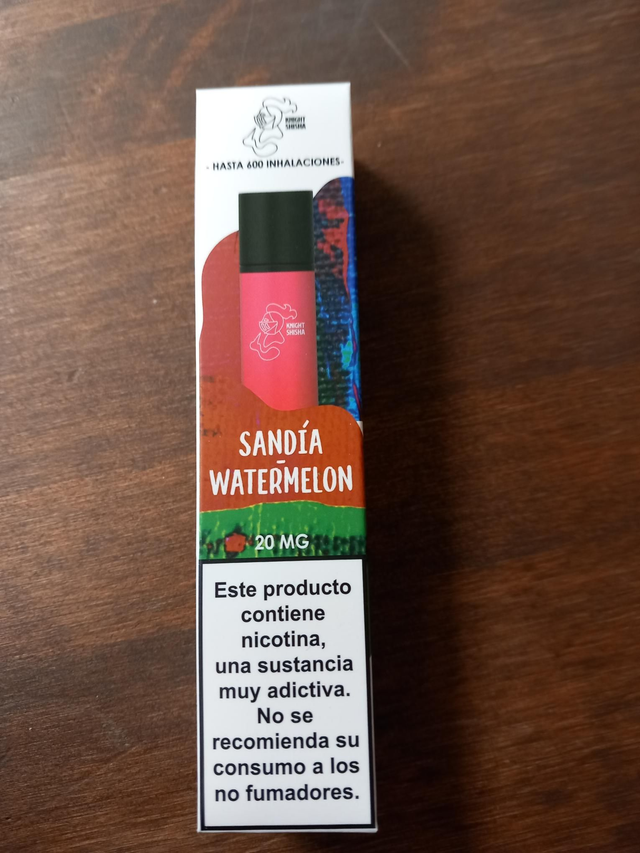 KNIGHT
SHISHA
- HASTA 600 INHALACIONES-
KNIGHT
SHISHA
SANDÍA
-
WATERMELON
20 MG
Este producto
contiene
nicotina,
una sustancia
muy adictiva.
No se
recomienda su
consumo a los
no fumadores.